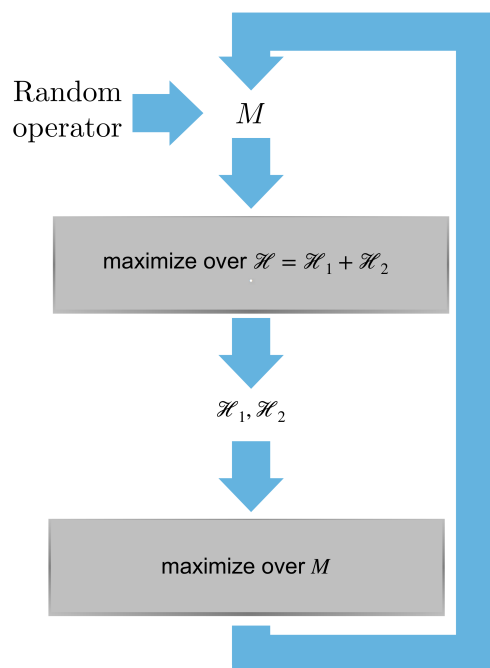 Random
operator
M
maximize over ℋ = ℋ₁ + ℋ₂
ℋ₁, ℋ₂
maximize over M